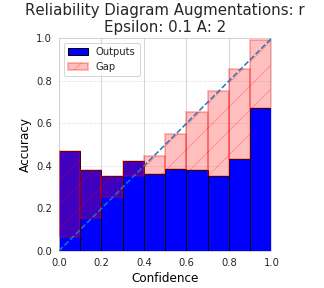 Reliability Diagram Augmentations: r
Epsilon: 0.1 A: 2
1.0
0.8
0.6
0.4
0.2
0.0
Accuracy
Outputs
Gap
0.0 0.2 0.4 0.6 0.8 1.0
Confidence